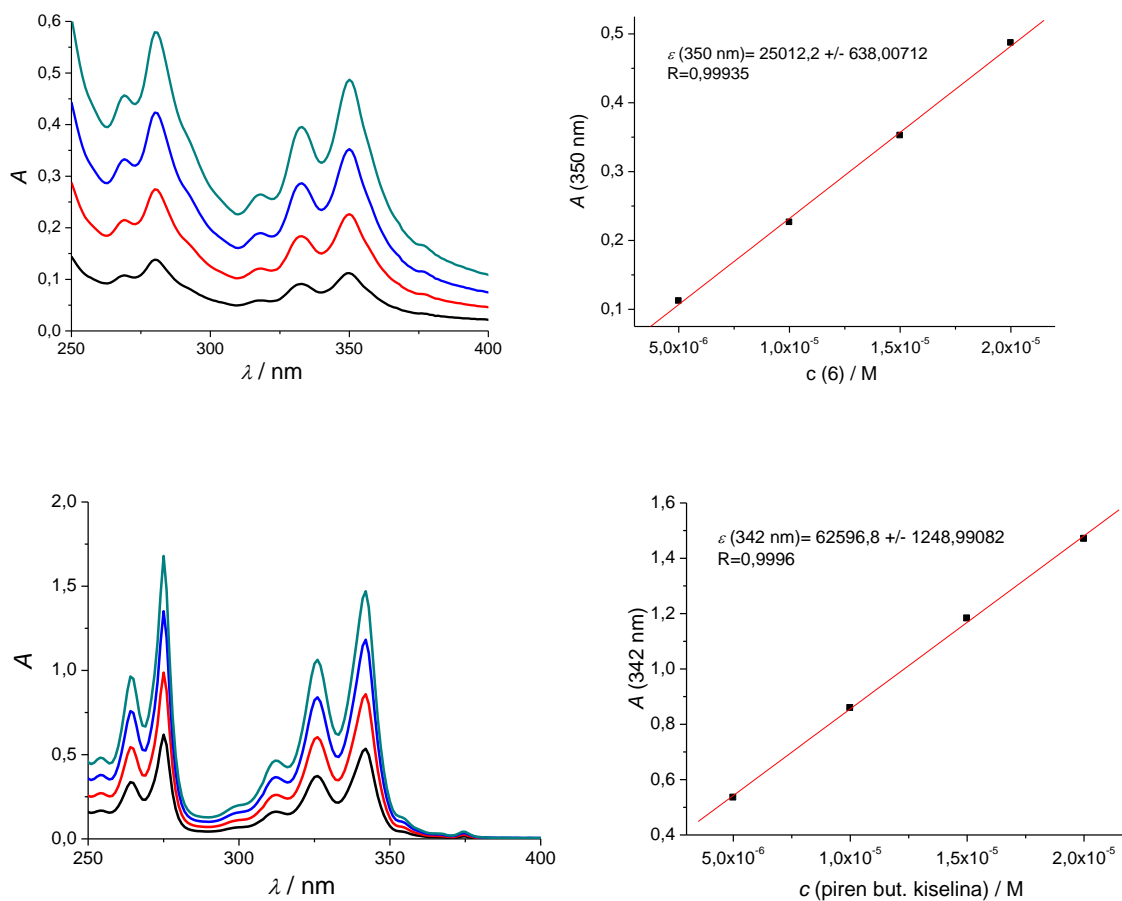 0,6
0,5
0,4
0,3
0,2
0,1
0,0
A
250
300
350
400
λ / nm
0,5
0,4
0,3
0,2
0,1
A (350 nm)
ε (350 nm)= 25012,2 +/- 638,00712
R=0,99935
5,0x10⁻⁶
1,0x10⁻⁵
1,5x10⁻⁵
2,0x10⁻⁵
c (6) / M
2,0
1,5
1,0
0,5
0,0
A
250
300
350
400
λ / nm
1,6
1,4
1,2
1,0
0,8
0,6
0,4
A (342 nm)
ε (342 nm)= 62596,8 +/- 1248,99082
R=0,9996
5,0x10⁻⁶
1,0x10⁻⁵
1,5x10⁻⁵
2,0x10⁻⁵
c (piren but. kiselina) / M